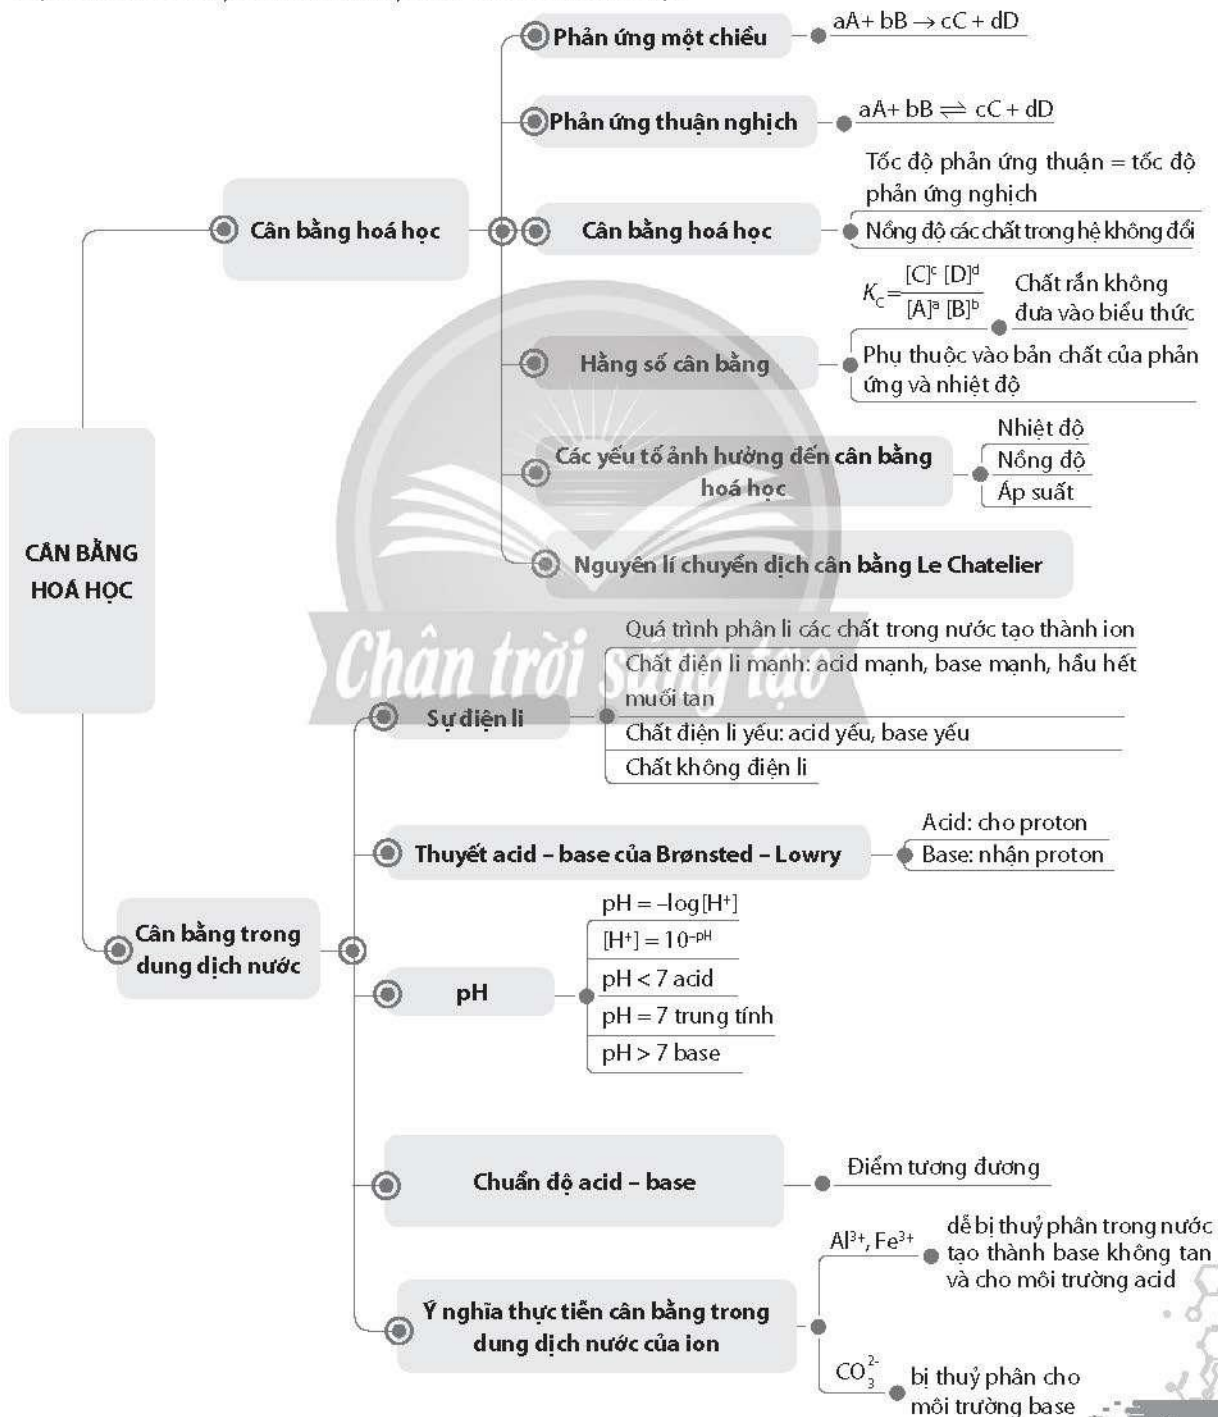 Phản ứng một chiều
aA+ bB → cC + dD
Phản ứng thuận nghịch
aA+ bB ⇌ cC + dD
Tốc độ phản ứng thuận = tốc độ
phản ứng nghịch
Cân bằng hoá học
Cân bằng hoá học
Nồng độ các chất trong hệ không đổi
K_C = [C]ᶜ [D]ᵈ / [A]ᵃ [B]ᵇ
Chất rắn không
đưa vào biểu thức
Hằng số cân bằng
Phụ thuộc vào bản chất của phản
ứng và nhiệt độ
Các yếu tố ảnh hưởng đến cân bằng
hoá học
Nhiệt độ
Nồng độ
Áp suất
CÂN BẰNG
HOÁ HỌC
Nguyên lí chuyển dịch cân bằng Le Chatelier
Chân trời sáng tạo
Quá trình phân li các chất trong nước tạo thành ion
Chất điện li mạnh: acid mạnh, base mạnh, hầu hết
muối tan
Sự điện li
Chất điện li yếu: acid yếu, base yếu
Chất không điện li
Thuyết acid – base của Brønsted – Lowry
Acid: cho proton
Base: nhận proton
Cân bằng trong
dung dịch nước
pH = –log[H⁺]
[H⁺] = 10⁻ᵖᴴ
pH
pH < 7 acid
pH = 7 trung tính
pH > 7 base
Chuẩn độ acid – base
Điểm tương đương
Ý nghĩa thực tiễn cân bằng trong
dung dịch nước của ion
Al³⁺, Fe³⁺
dễ bị thuỷ phân trong nước
tạo thành base không tan
và cho môi trường acid
CO₃²⁻
bị thuỷ phân cho
môi trường base